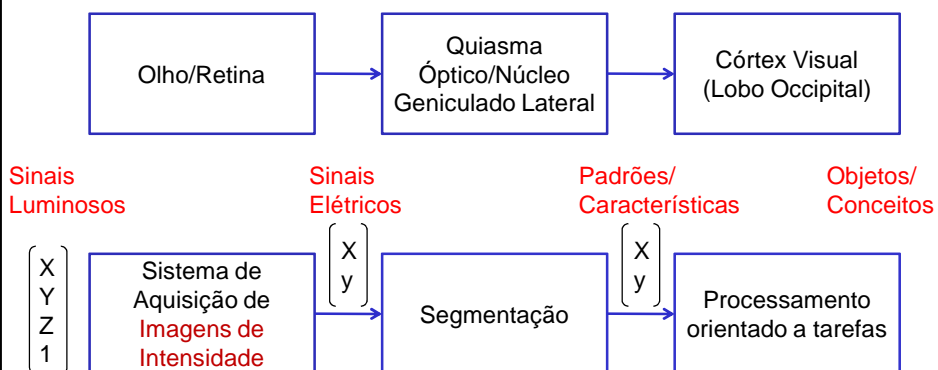 Olho/Retina
Quiasma
Óptico/Núcleo
Geniculado Lateral
Córtex Visual
(Lobo Occipital)
Sinais
Luminosos
Sinais
Elétricos
Padrões/
Características
Objetos/
Conceitos
X
Y
Z
1
Sistema de
Aquisição de
Imagens de
Intensidade
X
y
Segmentação
X
y
Processamento
orientado a tarefas